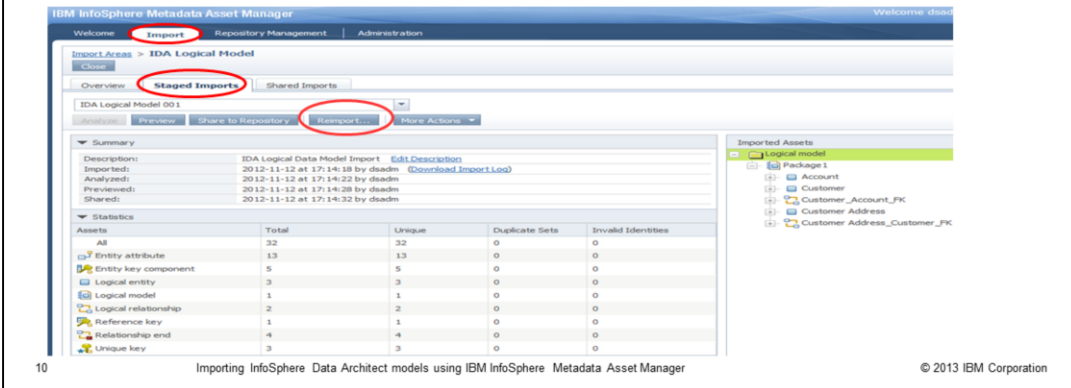 IBM InfoSphere Metadata Asset Manager Welcome dsad
Welcome Import Repository Management Administration
Import Areas > IDA Logical Model
Close
Overview Staged Imports Shared Imports
IDA Logical Model 001
Analyze Preview Share to Repository Reimport... More Actions
Summary
Description: IDA Logical Data Model Import Edit Description
Imported: 2012-11-12 at 17:14:18 by dsadm (Download Import Log)
Analyzed: 2012-11-12 at 17:14:22 by dsadm
Previewed: 2012-11-12 at 17:14:28 by dsadm
Shared: 2012-11-12 at 17:14:32 by dsadm
Statistics
Assets Total Unique Duplicate Sets Invalid Identities
All 32 32 0 0
Entity attribute 13 13 0 0
Entity key component 5 5 0 0
Logical entity 3 3 0 0
Logical model 1 1 0 0
Logical relationship 2 2 0 0
Reference key 1 1 0 0
Relationship end 4 4 0 0
Unique key 3 3 0 0
Imported Assets
Logical model
Package1
Account
Customer
Customer_Account_FK
Customer Address
Customer Address_Customer_FK
10 Importing InfoSphere Data Architect models using IBM InfoSphere Metadata Asset Manager © 2013 IBM Corporation